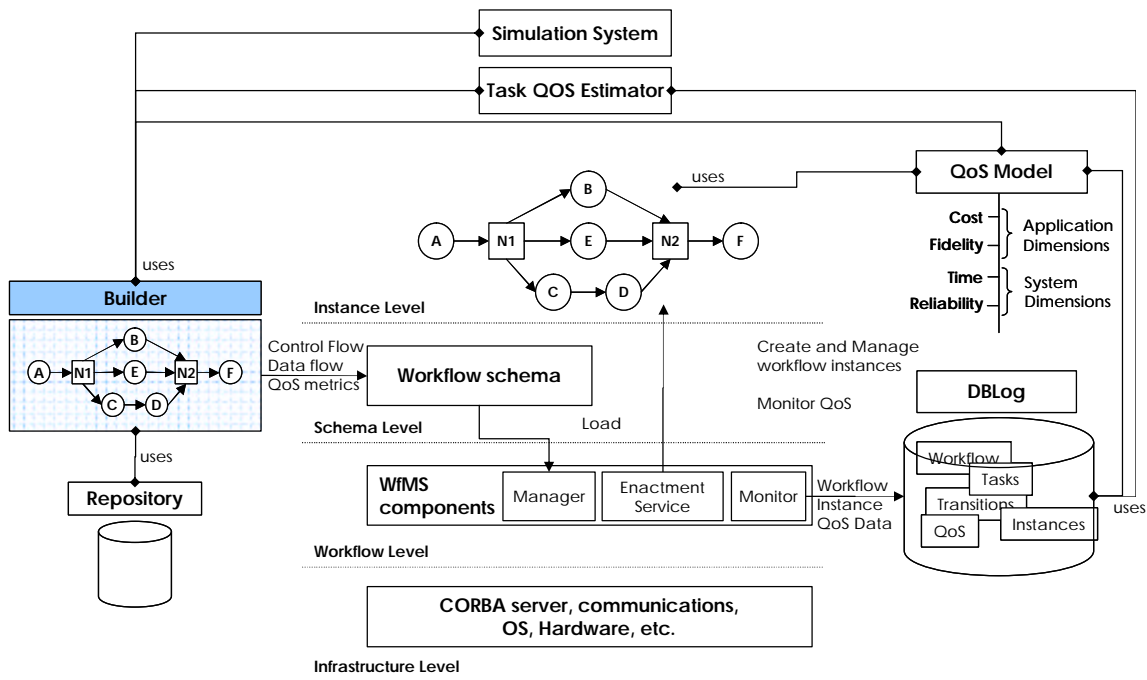 Simulation System
Task QOS Estimator
QoS Model
uses
Cost
Fidelity
Application
Dimensions
Time
Reliability
System
Dimensions
B
A
N1
E
N2
F
C
D
Instance Level
uses
Builder
B
A
N1
E
N2
F
C
D
Control Flow
Data flow
QoS metrics
Workflow schema
Create and Manage
workflow instances
Monitor QoS
Load
Schema Level
uses
Repository
WfMS
components
Manager
Enactment
Service
Monitor
Workflow
Instance
QoS Data
Workflow Level
DBLog
Workflow
Tasks
Transitions
Instances
QoS
uses
CORBA server, communications,
OS, Hardware, etc.
Infrastructure Level